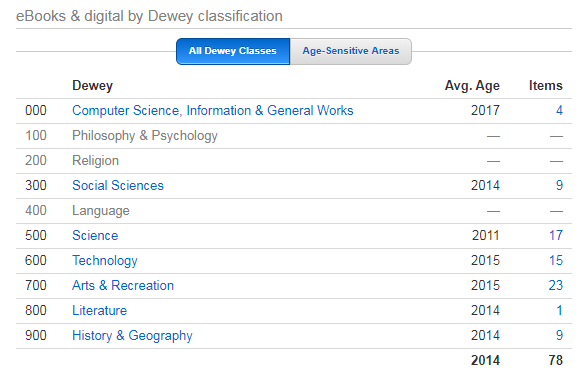 eBooks & digital by Dewey classification
All Dewey Classes Age-Sensitive Areas
Dewey Avg. Age Items
000 Computer Science, Information & General Works 2017 4
100 Philosophy & Psychology — —
200 Religion — —
300 Social Sciences 2014 9
400 Language — —
500 Science 2011 17
600 Technology 2015 15
700 Arts & Recreation 2015 23
800 Literature 2014 1
900 History & Geography 2014 9
2014 78